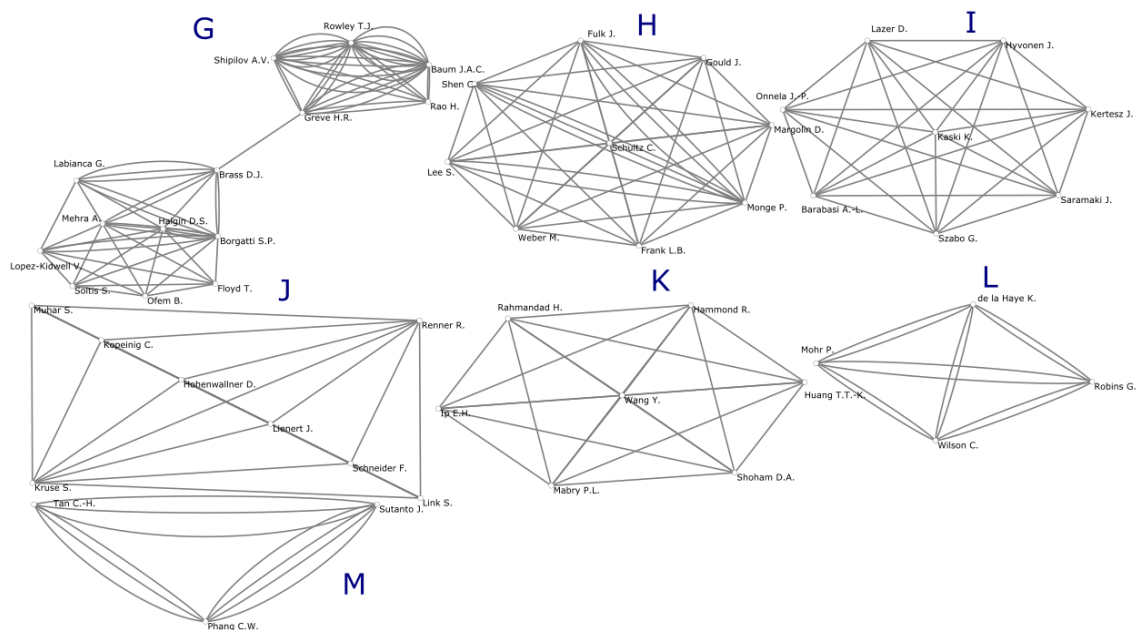 G
Rowley T.J.
Shipilov A.V.
Baum J.A.C.
Rao H.
Greve H.R.
Labianca G.
Brass D.J.
Mehra A.
Halgin D.S.
Borgatti S.P.
Lopez-Kidwell V.
Soltis S.
Ofem B.
Floyd T.
H
Fulk J.
Gould J.
Shen C.
Margolin D.
Schultz C.
Lee S.
Monge P.
Weber M.
Frank L.B.
I
Lazer D.
Hyvonen J.
Onnela J.-P.
Kertesz J.
Kaski K.
Barabasi A.-L.
Saramaki J.
Szabo G.
J
Muhar S.
Renner R.
Kopeinig C.
Hohenwallner D.
Lienert J.
Schneider F.
Kruse S.
Link S.
K
Rahmandad H.
Hammond R.
Wang Y.
Huang T.T.-K.
Ip E.H.
Mabry P.L.
Shoham D.A.
L
de la Haye K.
Mohr P.
Robins G.
Wilson C.
Tan C.-H.
Sutanto J.
M
Phang C.W.